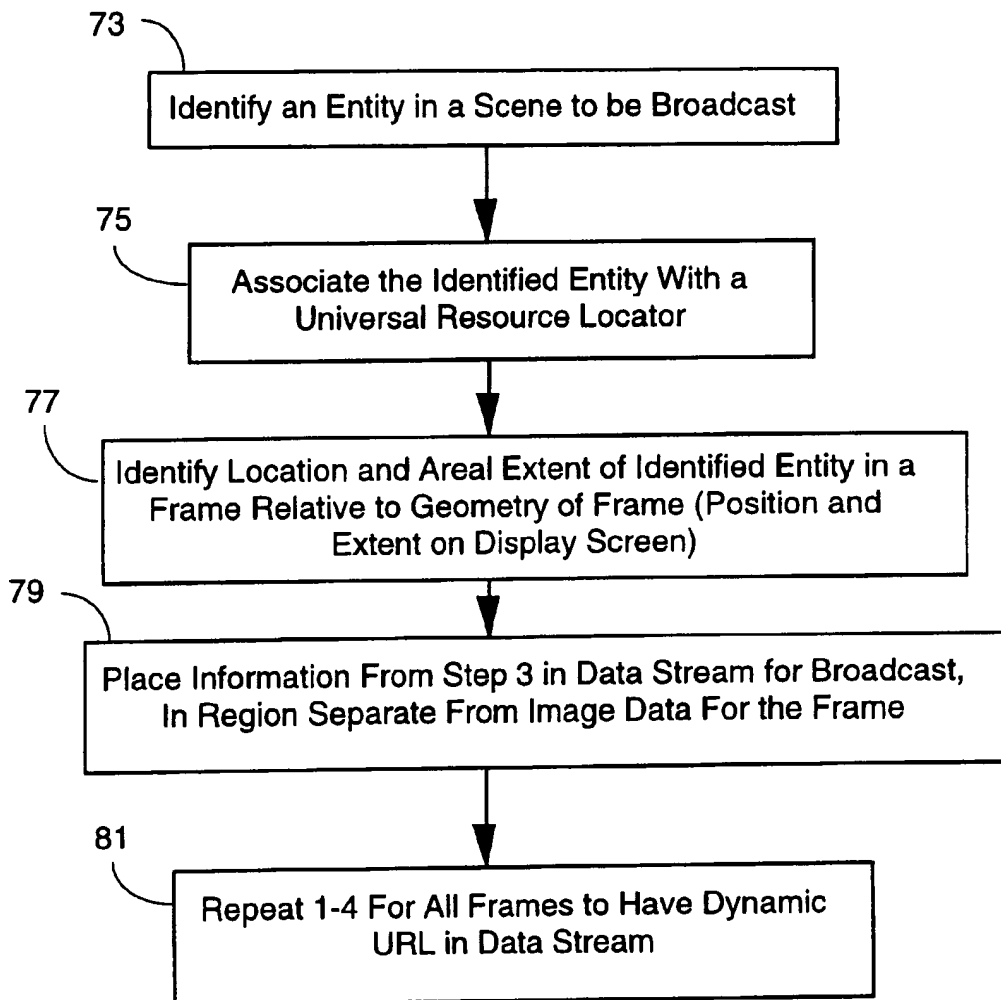 73
Identify an Entity in a Scene to be Broadcast
75
Associate the Identified Entity With a
Universal Resource Locator
77
Identify Location and Areal Extent of Identified Entity in a
Frame Relative to Geometry of Frame (Position and
Extent on Display Screen)
79
Place Information From Step 3 in Data Stream for Broadcast,
In Region Separate From Image Data For the Frame
81
Repeat 1-4 For All Frames to Have Dynamic
URL in Data Stream